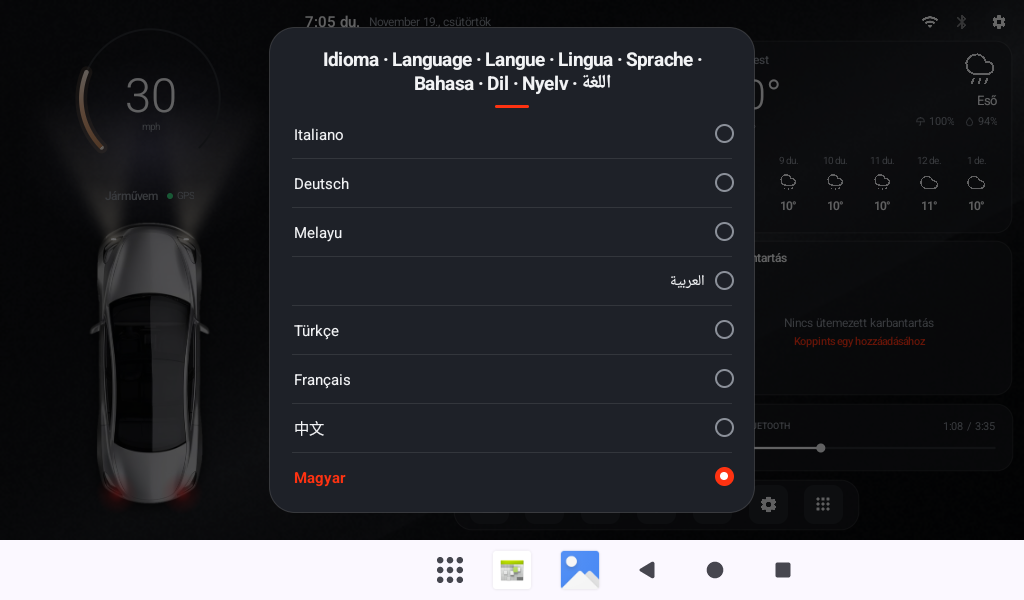 7:05 du. November 19., csütörtök
30
mph
Járművem GPS
Idioma · Language · Langue · Lingua · Sprache ·
Bahasa · Dil · Nyelv · اللغة
Italiano
Deutsch
Melayu
العربية
Türkçe
Français
中文
Magyar
Eső
100% 94%
9 du. 10 du. 11 du. 12 de. 1 de.
10° 10° 10° 11° 10°
Nincs ütemezett karbantartás
Koppints egy hozzáadásához
1:08 / 3:35